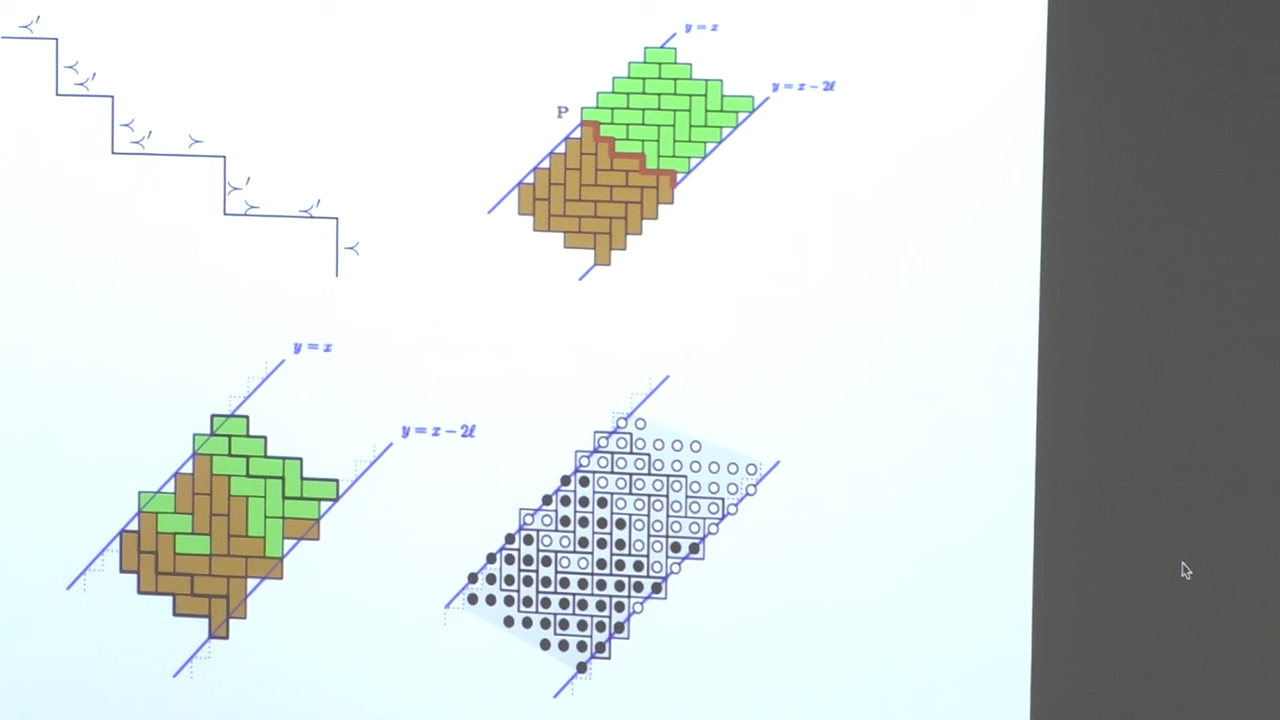 ≺′
≺
≺′
≺
≺′
≻
≻′
≻
≺′
≺
y = x
y = x − 2ℓ
P
y = x
y = x − 2ℓ